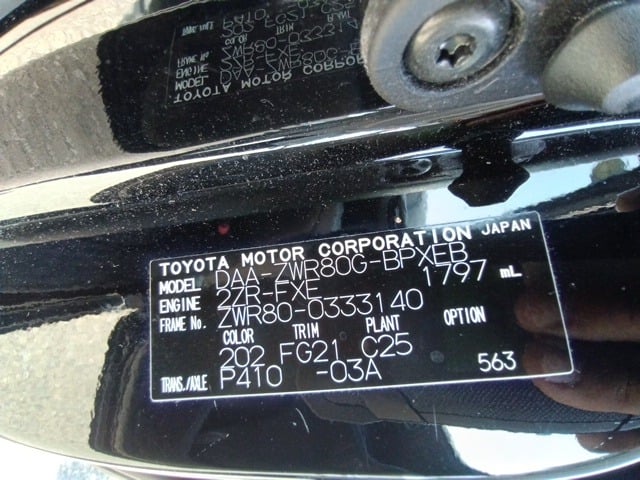 TOYOTA MOTOR CORPORATION JAPAN
MODEL DAA-ZWR80G-BPXEB
ENGINE 2ZR-FXE 1797 mL
FRAME No. ZWR80-0333140
COLOR TRIM PLANT OPTION
202 FG21 C25
TRANS./AXLE P410 -03A 563